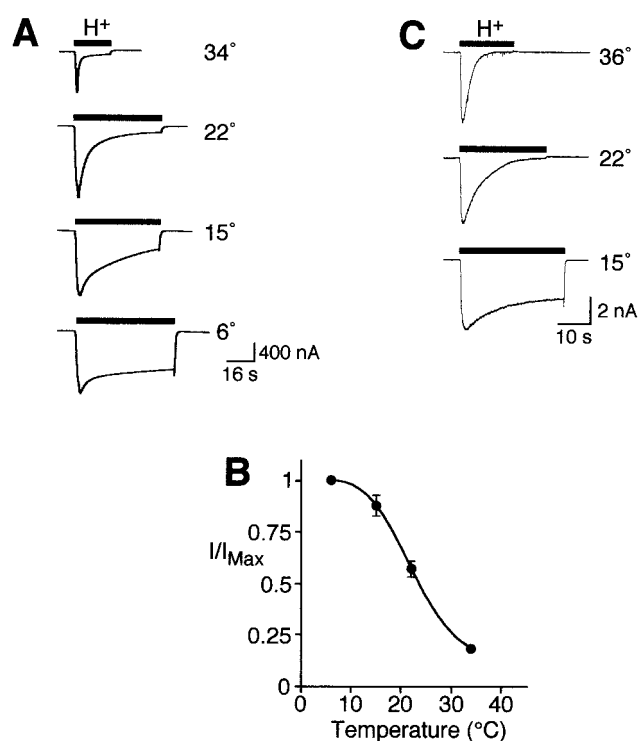 A
H+
34°
22°
15°
6°
400 nA
16 s
C
H+
36°
22°
15°
2 nA
10 s
B
1
0.75
I/IMax
0.5
0.25
0
0 10 20 30 40
Temperature (°C)